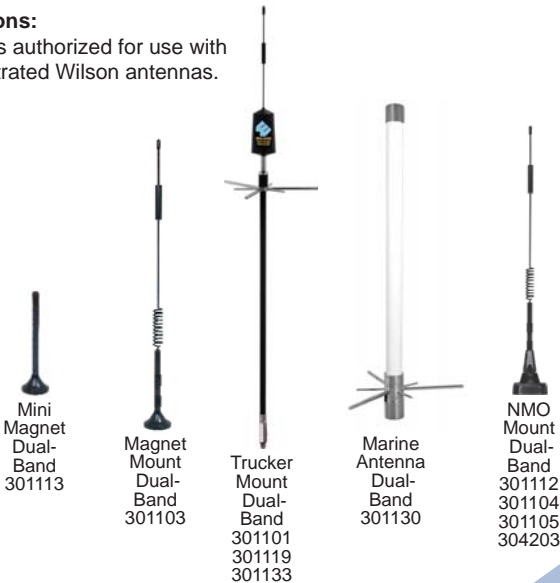 ons:
s authorized for use with
trated Wilson antennas.
Mini
Magnet
Dual-
Band
301113
Magnet
Mount
Dual-
Band
301103
Trucker
Mount
Dual-
Band
301101
301119
301133
Marine
Antenna
Dual-
Band
301130
NMO
Mount
Dual-
Band
301112
301104
301105
304203